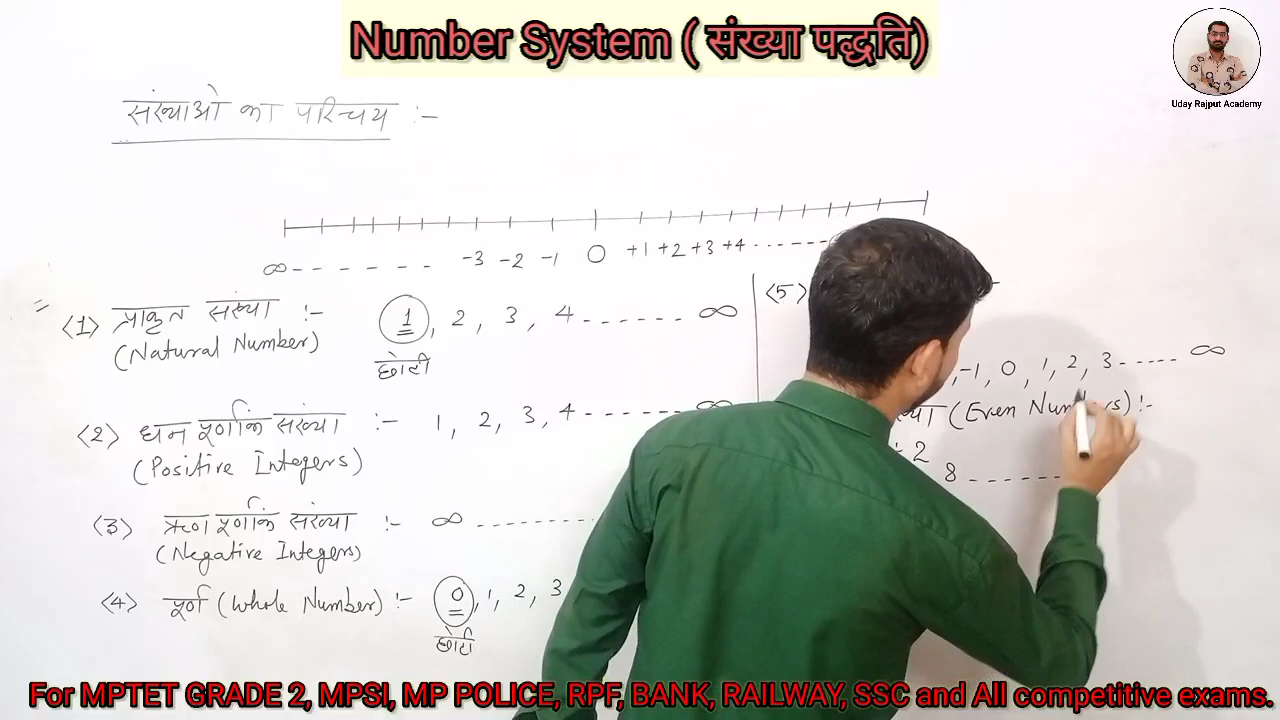 Number System ( संख्या पद्धति)
Uday Rajput Academy
संख्याओ का परिचय :-
∞- - - - - - -3 -2 -1 0 +1 +2 +3 +4 - - - - - -
(1) प्राकृत संख्या :- 1, 2, 3, 4 - - - - - - ∞
(Natural Number) छोटी
(2) धन पूर्णांक संख्या :- 1, 2, 3, 4 - - - - - - ∞
(Positive Integers)
(3) ऋण पूर्णांक संख्या :- ∞ - - - - - - - - -
(Negative Integers)
(4) पूर्ण (Whole Number) :- 0, 1, 2, 3
छोटी
(5)
, -1, 0, 1, 2, 3 - - - - - ∞
(Even Numbers) :-
÷ 2
8 - - - - - -
For MPTET GRADE 2, MPSI, MP POLICE, RPF, BANK, RAILWAY, SSC and All competitive exams.